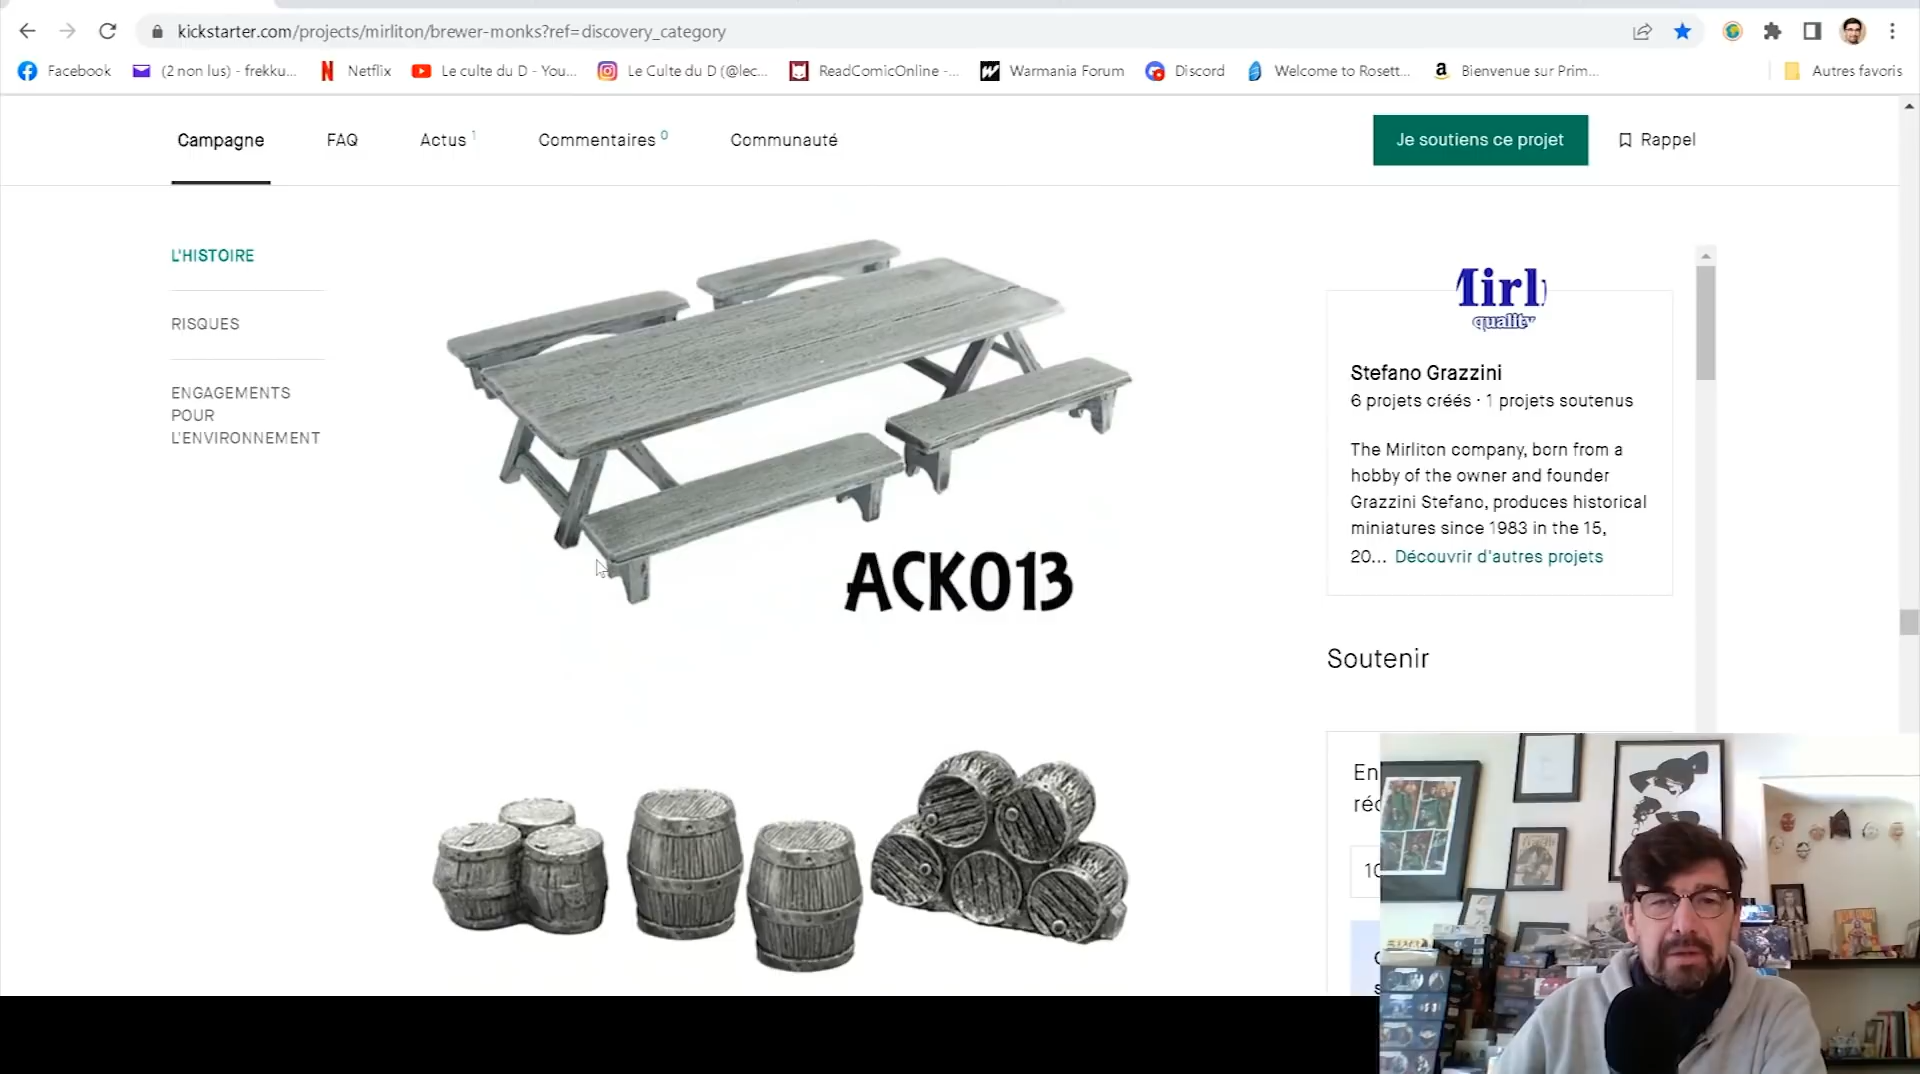 kickstarter.com/projects/mirliton/brewer-monks?ref=discovery_category
Facebook
(2 non lus) - frekku...
Netflix
Le culte du D - You...
Le Culte du D (@lec...
ReadComicOnline -...
Warmania Forum
Discord
Welcome to Rosett...
Bienvenue sur Prim...
Autres favoris
Campagne
FAQ
Actus 1
Commentaires 0
Communauté
Je soutiens ce projet
Rappel
L'HISTOIRE
RISQUES
ENGAGEMENTS
POUR
L'ENVIRONNEMENT
ACK013
quality
Stefano Grazzini
6 projets créés · 1 projets soutenus
The Mirliton company, born from a
hobby of the owner and founder
Grazzini Stefano, produces historical
miniatures since 1983 in the 15,
20... Découvrir d'autres projets
Soutenir